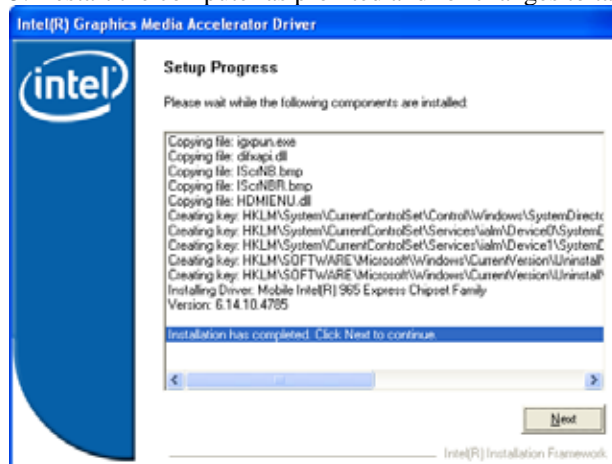 Intel(R) Graphics Media Accelerator Driver
intel
Setup Progress
Please wait while the following components are installed:
Copying file: igxpun.exe
Copying file: difxapi.dll
Copying file: IScrNB.bmp
Copying file: IScrNBR.bmp
Copying file: HDMIENU.dll
Creating key: HKLM\System\CurrentControlSet\Control\Windows\SystemDirecto
Creating key: HKLM\System\CurrentControlSet\Services\ialm\Device0\SystemD
Creating key: HKLM\System\CurrentControlSet\Services\ialm\Device1\SystemD
Creating key: HKLM\SOFTWARE\Microsoft\Windows\CurrentVersion\Uninstall\
Creating key: HKLM\SOFTWARE\Microsoft\Windows\CurrentVersion\Uninstall\
Installing Driver: Mobile Intel(R) 965 Express Chipset Family
Version: 6.14.10.4785
Installation has completed. Click Next to continue.
Next
Intel(R) Installation Framework